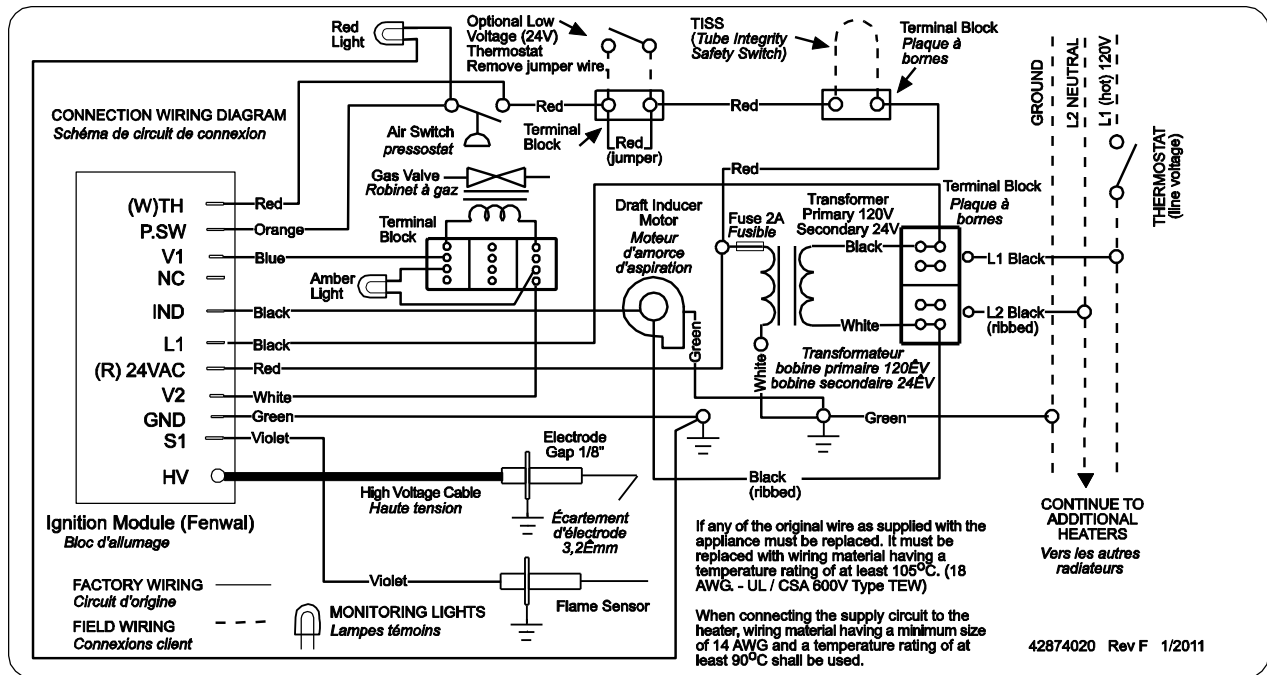 Red
Light
Optional Low
Voltage (24V)
Thermostat
Remove jumper wire
TISS
(Tube Integrity
Safety Switch)
Terminal Block
Plaque à
bornes
GROUND
L2 NEUTRAL
L1 (hot) 120V
THERMOSTAT
(line voltage)
CONNECTION WIRING DIAGRAM
Schéma de circuit de connexion
Air Switch
pressostat
Red
Terminal
Block
Red
(jumper)
Red
Red
Gas Valve
Robinet à gaz
Terminal
Block
Amber
Light
Draft Inducer
Motor
Moteur
d'amorce
d'aspiration
Fuse 2A
Fusible
Transformer
Primary 120V
Secondary 24V
Black
White
Terminal Block
Plaque à
bornes
L1 Black
L2 Black
(ribbed)
(W)TH
Red
P.SW
Orange
V1
Blue
NC
IND
Black
L1
Black
(R) 24VAC
Red
V2
White
GND
Green
S1
Violet
HV
Green
White
Transformateur
bobine primaire 120ÊV
bobine secondaire 24ÊV
Green
Electrode
Gap 1/8"
High Voltage Cable
Haute tension
Écartement
d'électrode
3,2Êmm
Black
(ribbed)
CONTINUE TO
ADDITIONAL
HEATERS
Vers les autres
radiateurs
Ignition Module (Fenwal)
Bloc d'allumage
FACTORY WIRING
Circuit d'origine
FIELD WIRING
Connexions client
MONITORING LIGHTS
Lampes témoins
Violet
Flame Sensor
If any of the original wire as supplied with the
appliance must be replaced. It must be
replaced with wiring material having a
temperature rating of at least 105°C. (18
AWG. - UL / CSA 600V Type TEW)
When connecting the supply circuit to the
heater, wiring material having a minimum size
of 14 AWG and a temperature rating of at
least 90°C shall be used.
42874020 Rev F 1/2011